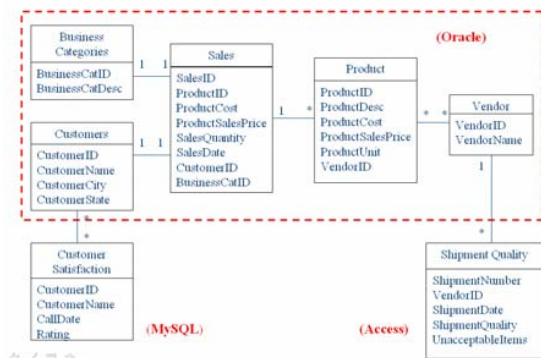 (Oracle)
Business
Categories
BusinessCatID
BusinessCatDesc
1
1
Sales
SalesID
ProductID
ProductCost
ProductSalesPrice
SalesQuantity
SalesDate
CustomerID
BusinessCatID
1
*
Product
ProductID
ProductDesc
ProductCost
ProductSalesPrice
ProductUnit
VendorID
*
*
Vendor
VendorID
VendorName
Customers
CustomerID
CustomerName
CustomerCity
CustomerState
1
1
*
*
1
*
Customer
Satisfaction
CustomerID
CustomerName
CallDate
Rating
(MySQL)
(Access)
Shipment Quality
ShipmentNumber
VendorID
ShipmentDate
ShipmentQuality
UnacceptableItems